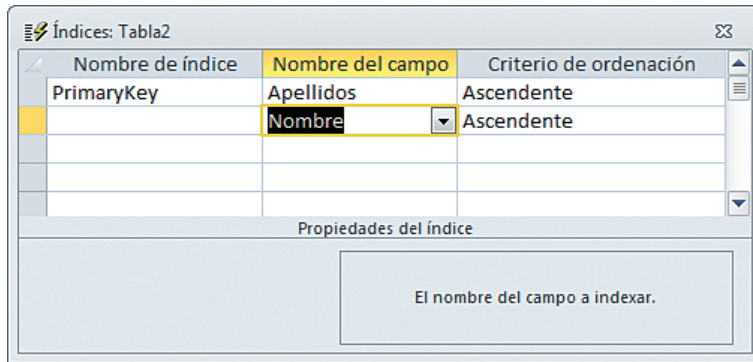 Índices: Tabla2
Nombre de índice Nombre del campo Criterio de ordenación
PrimaryKey Apellidos Ascendente
Nombre Ascendente
Propiedades del índice
El nombre del campo a indexar.